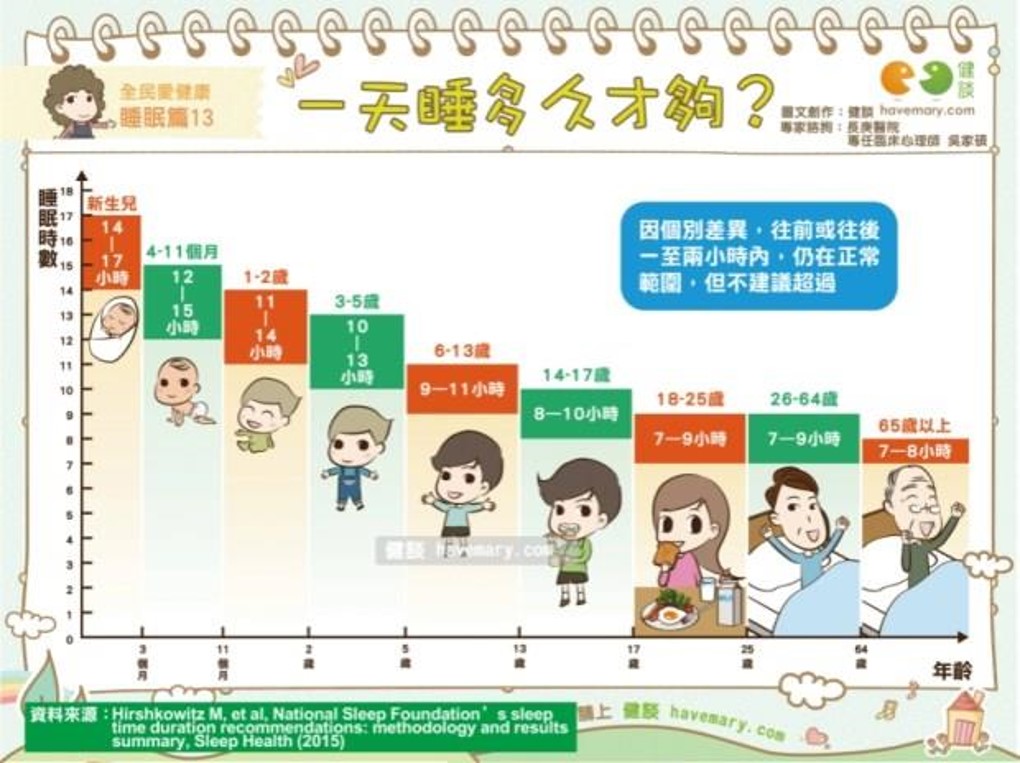 全民愛健康
睡眠篇13
一天睡多久才夠？
健談
圖文創作：健談 havemary.com
專家諮詢：長庚醫院
專任臨床心理師 吳家碩
睡眠時數
18
17
16
15
14
13
12
11
10
9
8
7
6
5
4
3
2
1
0
新生兒
14
|
17
小時
4-11個月
12
|
15
小時
1-2歲
11
|
14
小時
3-5歲
10
|
13
小時
6-13歲
9—11小時
14-17歲
8—10小時
18-25歲
7—9小時
26-64歲
7—9小時
65歲以上
7—8小時
因個別差異，往前或往後
一至兩小時內，仍在正常
範圍，但不建議超過
健談 havemary.com
3個月
11個月
2歲
5歲
13歲
17歲
25歲
64歲
年齡
資料來源：Hirshkowitz M, et al, National Sleep Foundation's sleep
time duration recommendations: methodology and results
summary, Sleep Health (2015)
上 健談 havemary.com